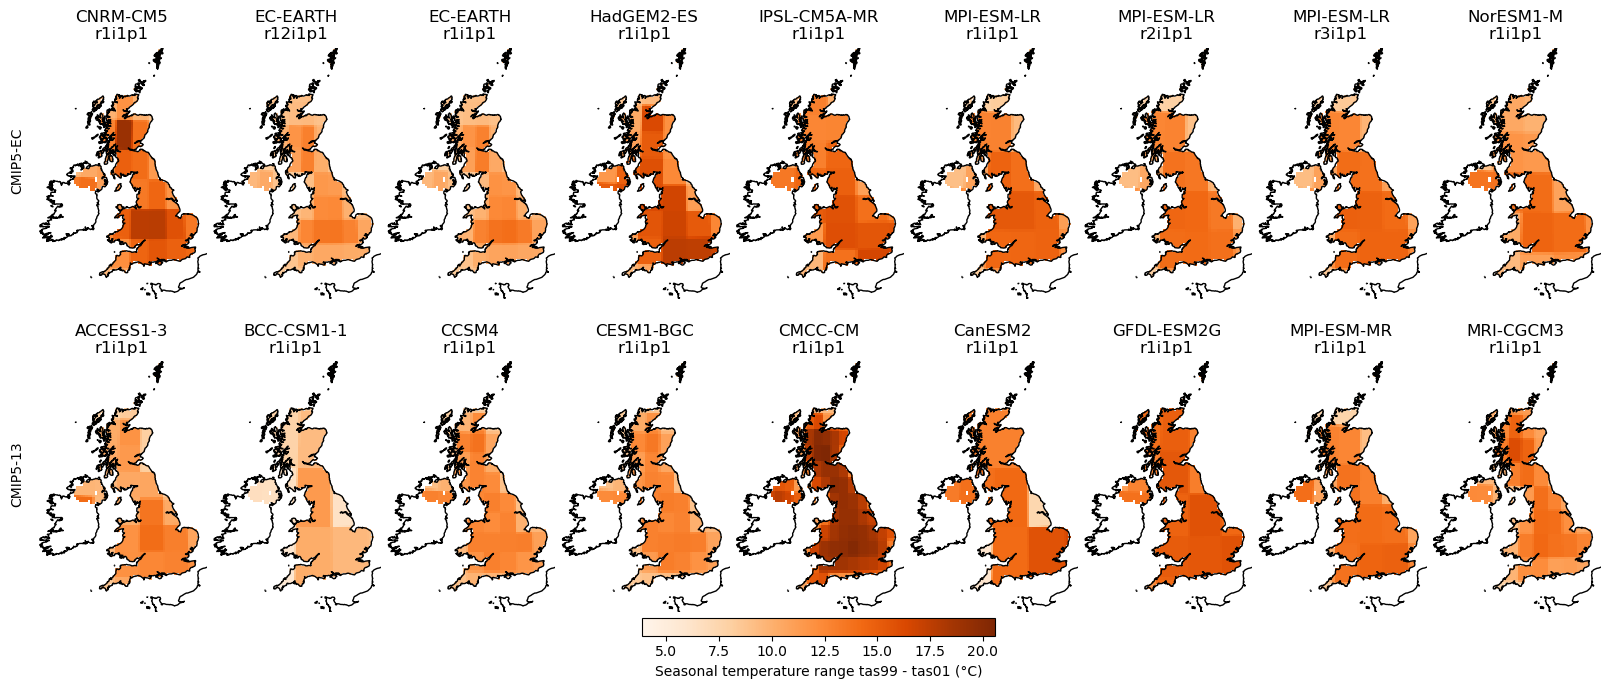 CNRM-CM5
r1i1p1
EC-EARTH
r12i1p1
EC-EARTH
r1i1p1
HadGEM2-ES
r1i1p1
IPSL-CM5A-MR
r1i1p1
MPI-ESM-LR
r1i1p1
MPI-ESM-LR
r2i1p1
MPI-ESM-LR
r3i1p1
NorESM1-M
r1i1p1
CMIP5-EC
ACCESS1-3
r1i1p1
BCC-CSM1-1
r1i1p1
CCSM4
r1i1p1
CESM1-BGC
r1i1p1
CMCC-CM
r1i1p1
CanESM2
r1i1p1
GFDL-ESM2G
r1i1p1
MPI-ESM-MR
r1i1p1
MRI-CGCM3
r1i1p1
CMIP5-13
5.0 7.5 10.0 12.5 15.0 17.5 20.0
Seasonal temperature range tas99 - tas01 (°C)